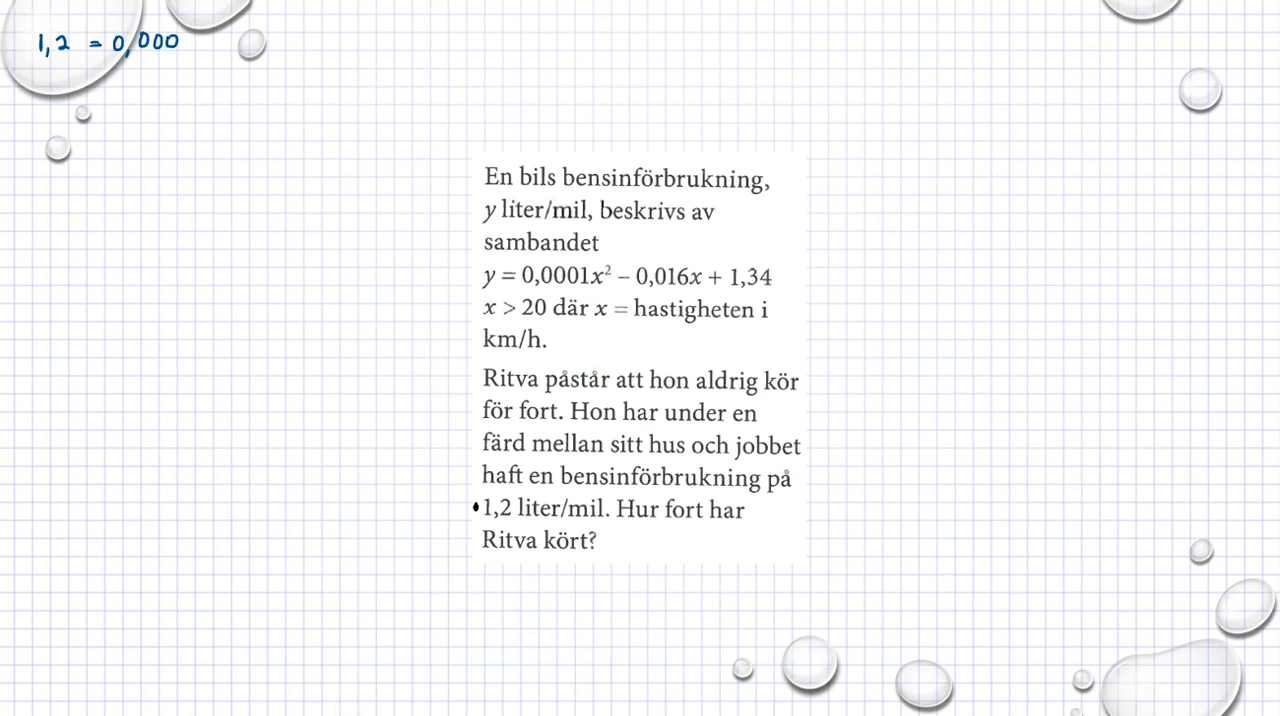 1,2 = 0,000
En bils bensinförbrukning,
y liter/mil, beskrivs av
sambandet
y = 0,0001x² – 0,016x + 1,34
x > 20 där x = hastigheten i
km/h.
Ritva påstår att hon aldrig kör
för fort. Hon har under en
färd mellan sitt hus och jobbet
haft en bensinförbrukning på
1,2 liter/mil. Hur fort har
Ritva kört?